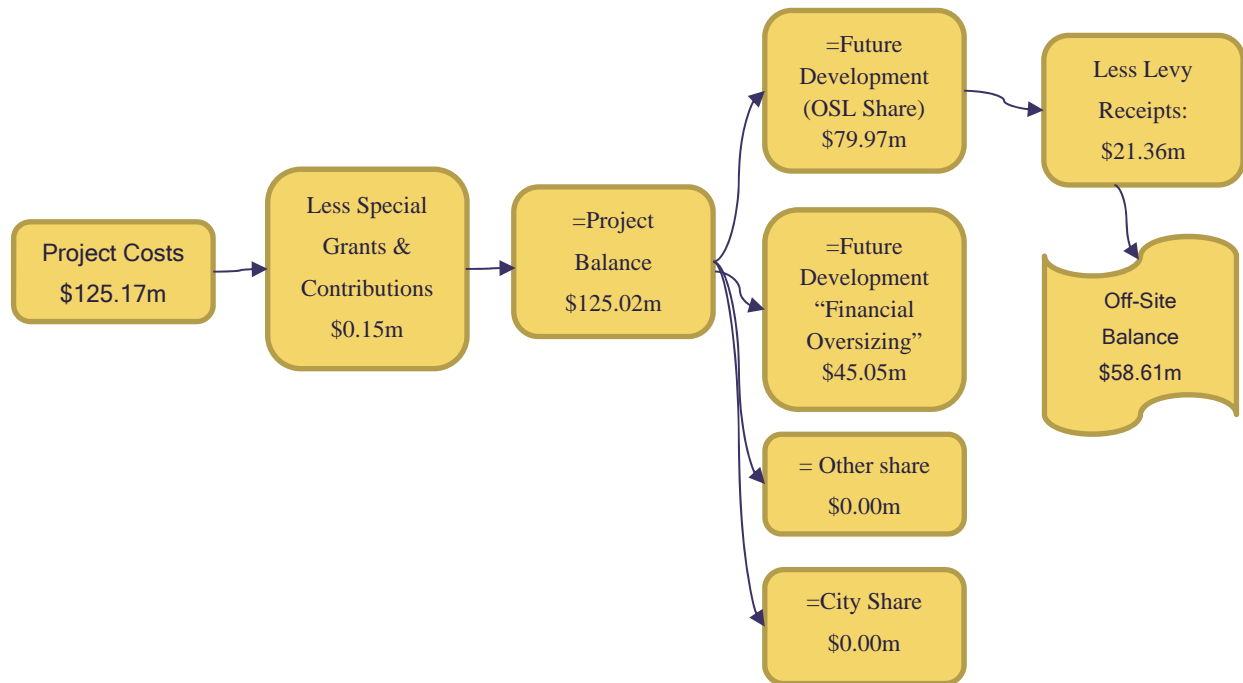 Project Costs
$125.17m
Less Special
Grants &
Contributions
$0.15m
=Project
Balance
$125.02m
=Future
Development
(OSL Share)
$79.97m
=Future
Development
“Financial
Oversizing”
$45.05m
= Other share
$0.00m
=City Share
$0.00m
Less Levy
Receipts:
$21.36m
Off-Site
Balance
$58.61m